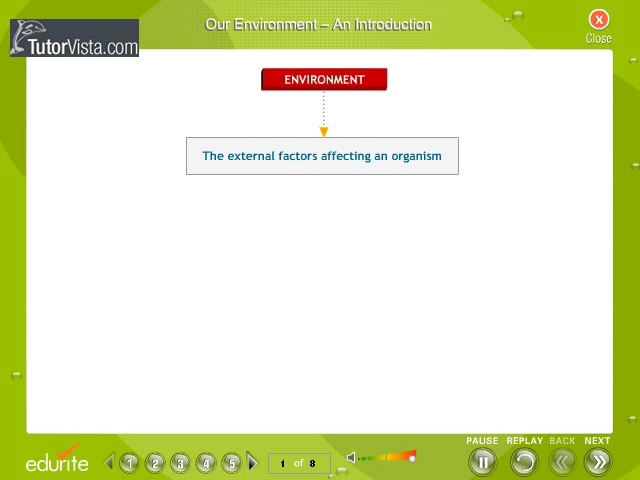 Our Environment – An Introduction
X
Close
TutorVista.com
ENVIRONMENT
The external factors affecting an organism
PAUSE REPLAY BACK NEXT
edurite
1 2 3 4 5
1 of 8